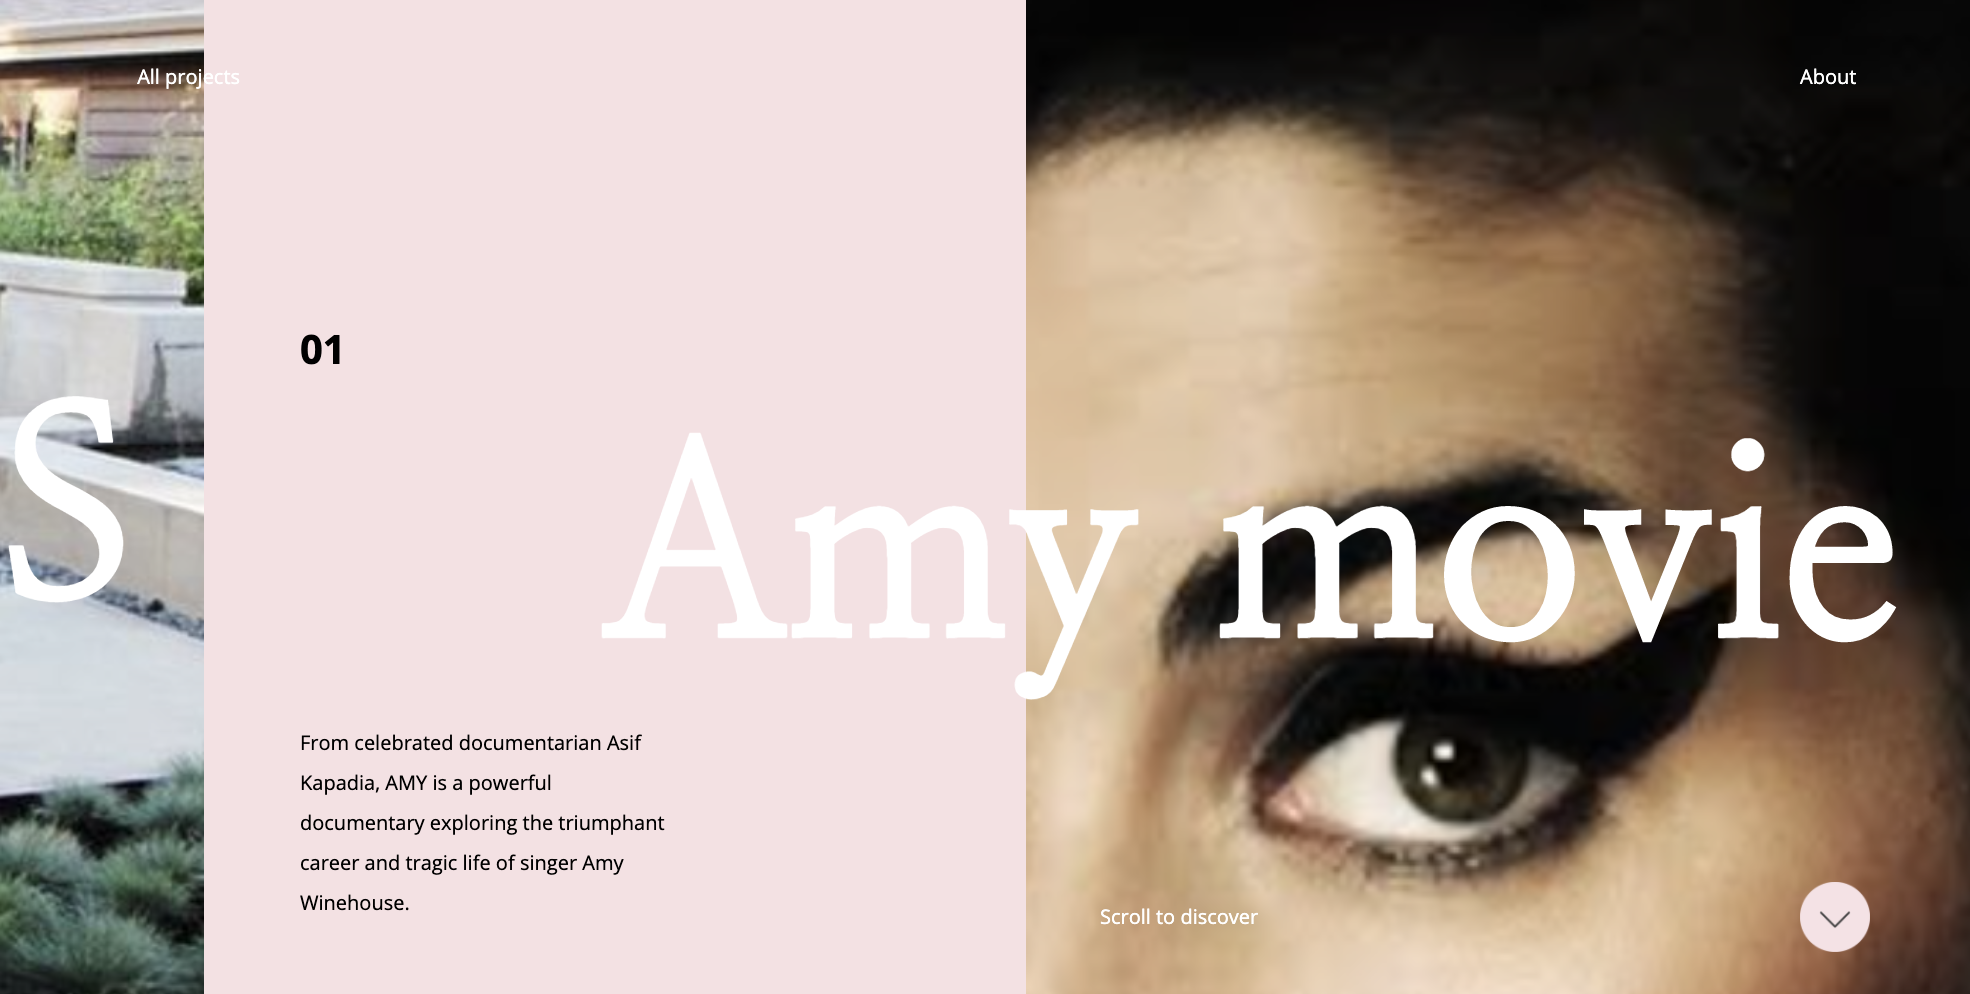 All projects
About
01
S
Amy movie
From celebrated documentarian Asif
Kapadia, AMY is a powerful
documentary exploring the triumphant
career and tragic life of singer Amy
Winehouse.
Scroll to discover